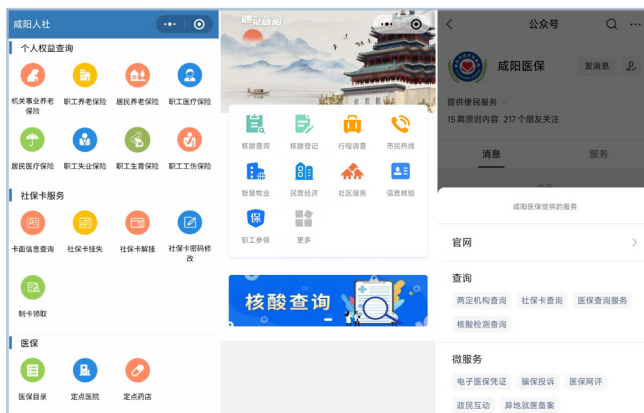 咸阳人社
个人权益查询
机关事业养老保险
职工养老保险
居民养老保险
职工医疗保险
居民医疗保险
职工失业保险
职工生育保险
职工工伤保险
社保卡服务
卡面信息查询
社保卡挂失
社保卡解挂
社保卡密码修改
制卡领取
医保
医保目录
定点医院
定点药店
遇见咸阳
核酸查询
核酸登记
行程调查
市民热线
智慧物业
民营经济
社区服务
信息核验
保
职工参保
更多
核酸查询
公众号
咸阳医保
发消息
提供便民服务
15篇原创内容 217个朋友关注
消息
服务
咸阳医保提供的服务
官网
查询
两定机构查询
社保卡查询
医保查询服务
核酸检测查询
微服务
电子医保凭证
骗保投诉
医保网评
政民互动
异地就医备案